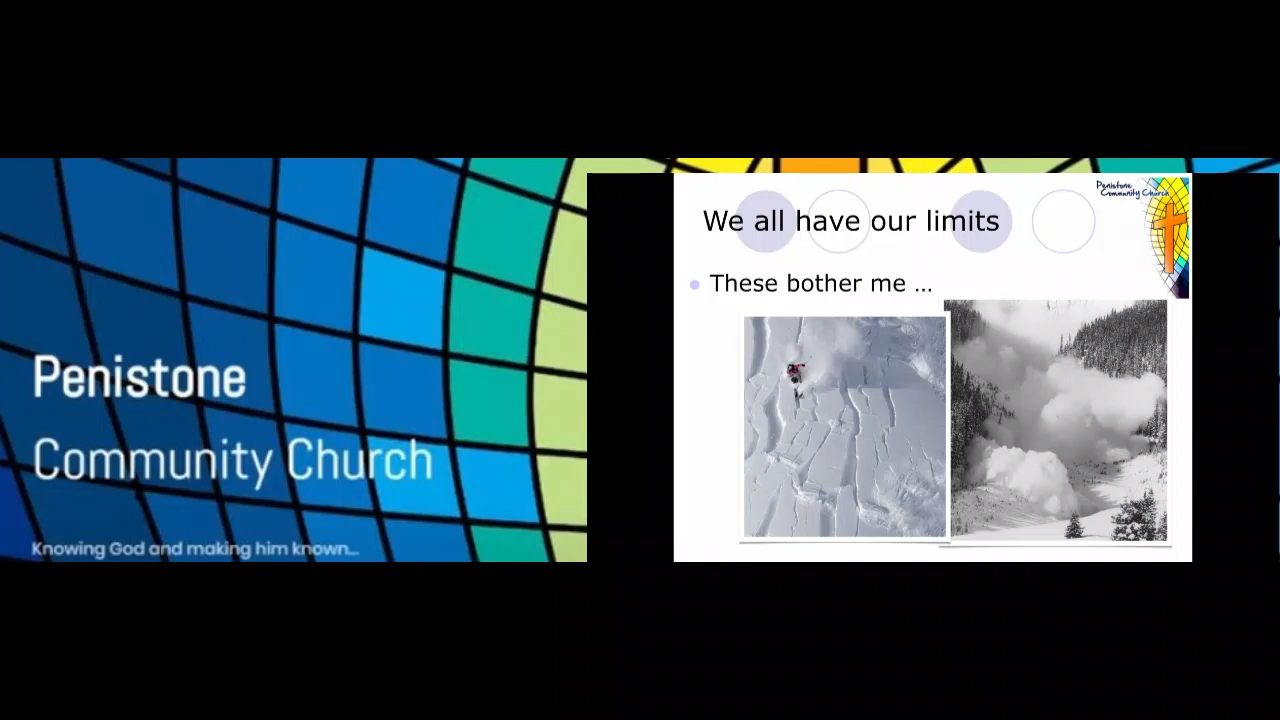 Penistone
Community Church
Knowing God and making him known...
Penistone
Community Church
We all have our limits
These bother me ...